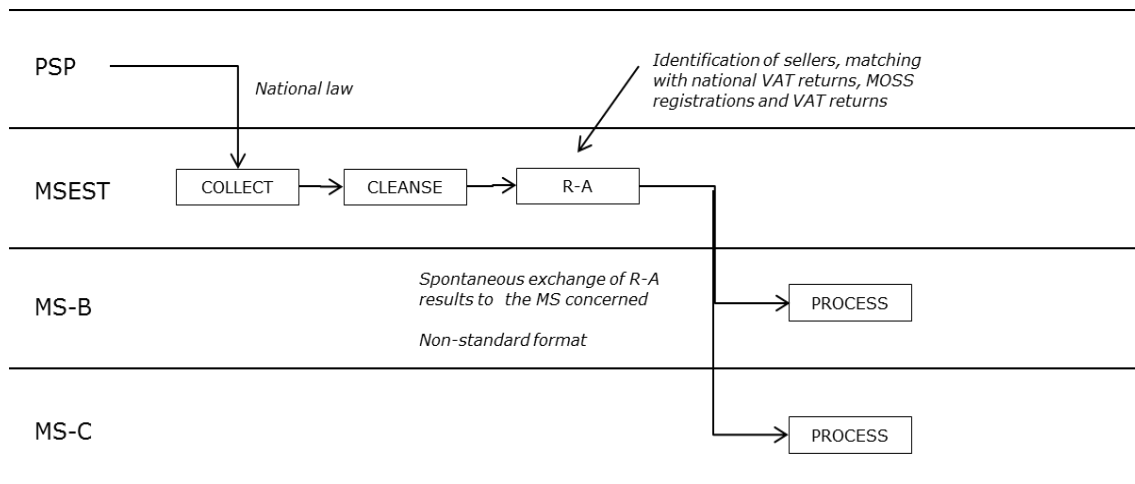 PSP
National law
Identification of sellers, matching
with national VAT returns, MOSS
registrations and VAT returns
MSEST
COLLECT
CLEANSE
R-A
MS-B
Spontaneous exchange of R-A
results to the MS concerned
Non-standard format
PROCESS
MS-C
PROCESS